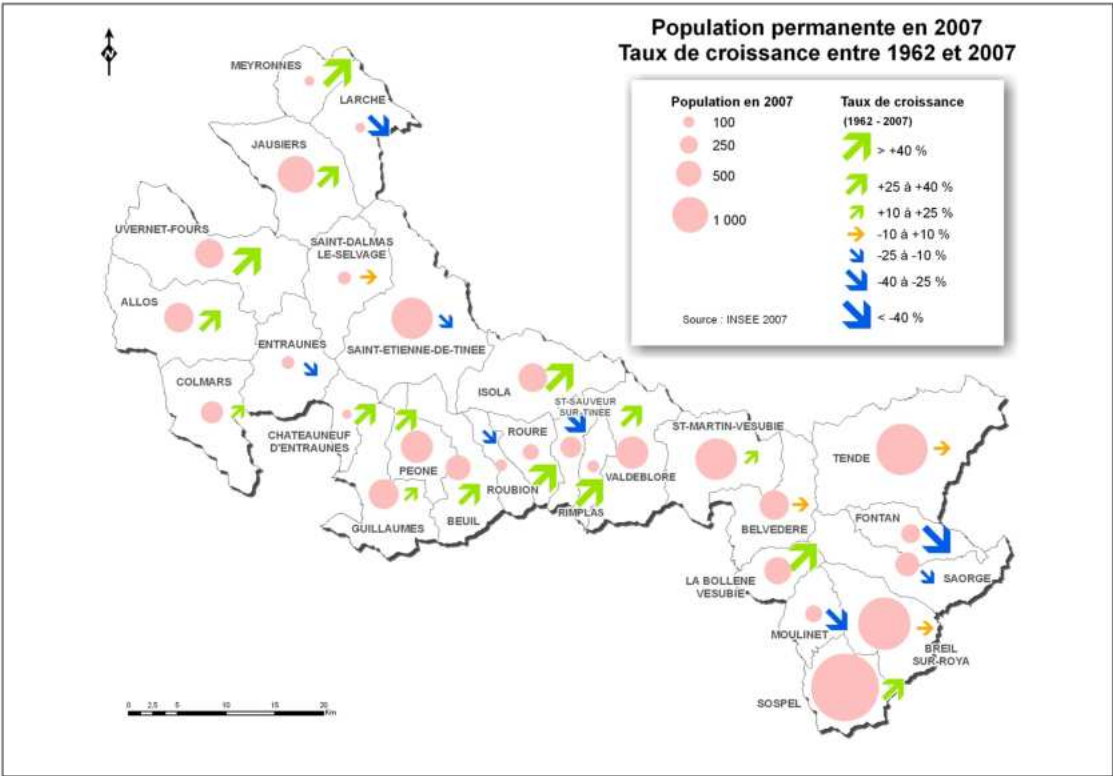 Population permanente en 2007
Taux de croissance entre 1962 et 2007
N
Population en 2007
100
250
500
1 000
Source : INSEE 2007
Taux de croissance
(1962 - 2007)
> +40 %
+25 à +40 %
+10 à +25 %
-10 à +10 %
-25 à -10 %
-40 à -25 %
< -40 %
MEYRONNES
LARCHE
JAUSIERS
UVERNET-FOURS
SAINT-DALMAS
LE-SELVAGE
ALLOS
ENTRAUNES
SAINT-ETIENNE-DE-TINEE
COLMARS
ISOLA
ST-SAUVEUR
SUR-TINEE
CHATEAUNEUF
D'ENTRAUNES
ROURE
ST-MARTIN-VESUBIE
PEONE
VALDEBLORE
TENDE
ROUBION
RIMPLAS
GUILLAUMES
BEUIL
BELVEDERE
FONTAN
LA BOLLENE
VESUBIE
SAORGE
MOULINET
BREIL
SUR-ROYA
SOSPEL
0 2,5 5 10 15 20
Km